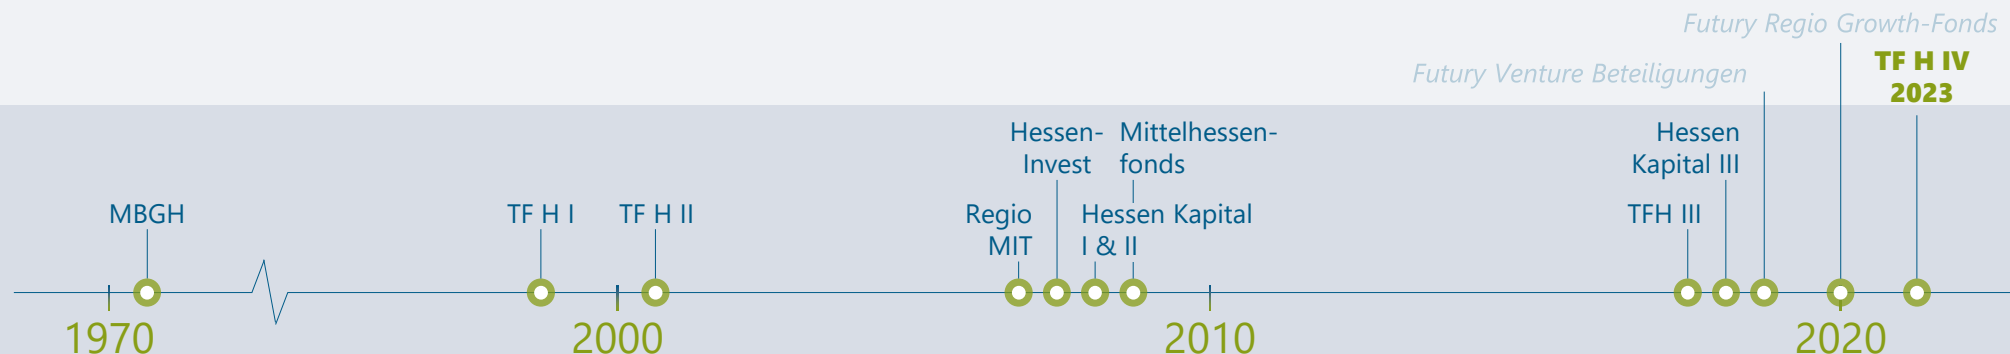 Futury Regio Growth-Fonds
Futury Venture Beteiligungen
TF H IV
2023
Hessen-
Invest
Mittelhessen-
fonds
Hessen
Kapital III
MBGH
TF H I
TF H II
Regio
MIT
Hessen Kapital
I & II
TFH III
1970
2000
2010
2020